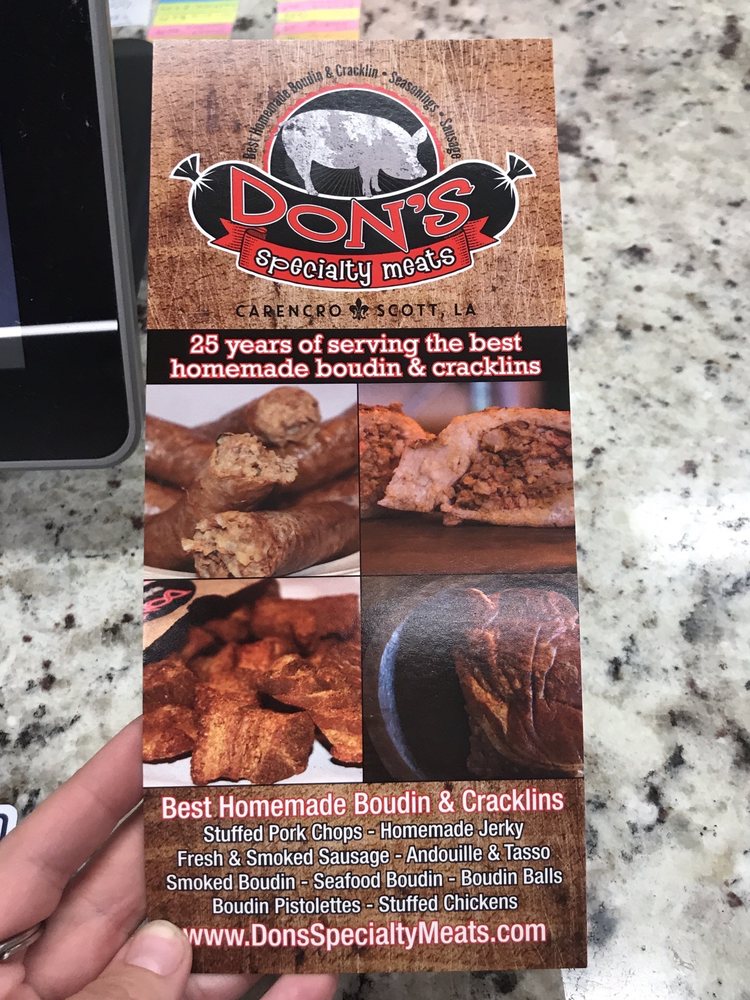 Best Homemade Boudin & Cracklin • Seasonings • Sausage
DON'S
specialty meats
CARENCRO ⚜ SCOTT, LA
25 years of serving the best
homemade boudin & cracklins
Best Homemade Boudin & Cracklins
Stuffed Pork Chops - Homemade Jerky
Fresh & Smoked Sausage - Andouille & Tasso
Smoked Boudin - Seafood Boudin - Boudin Balls
Boudin Pistolettes - Stuffed Chickens
www.DonsSpecialtyMeats.com